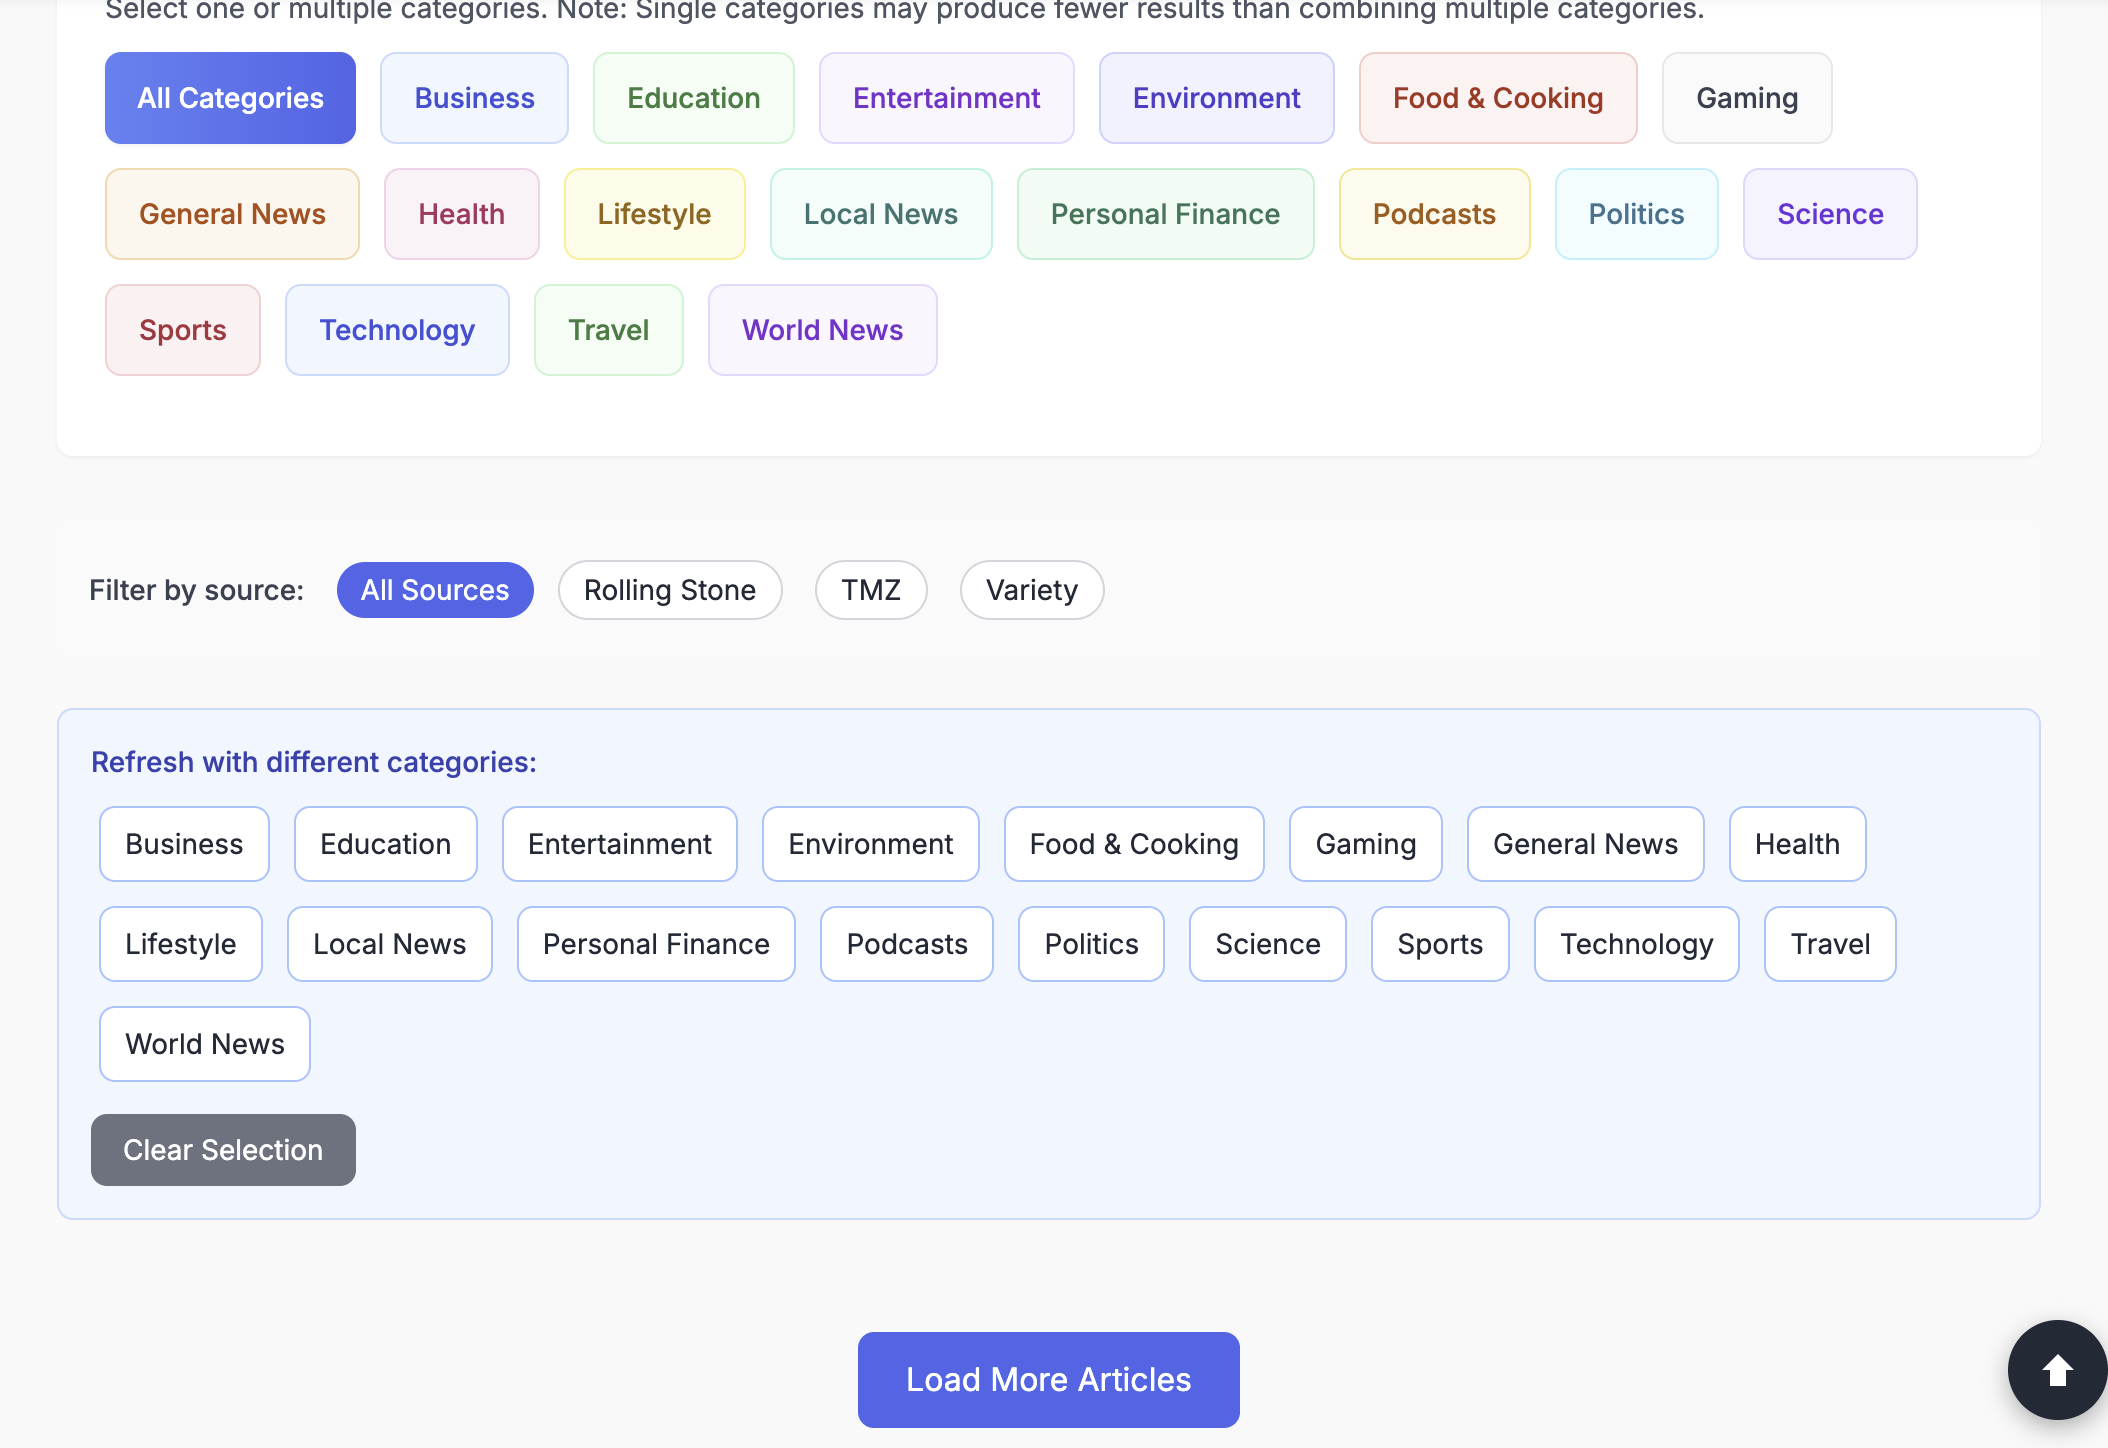 Select one or multiple categories. Note: Single categories may produce fewer results than combining multiple categories.
All Categories Business Education Entertainment Environment Food & Cooking Gaming
General News Health Lifestyle Local News Personal Finance Podcasts Politics Science
Sports Technology Travel World News
Filter by source: All Sources Rolling Stone TMZ Variety
Refresh with different categories:
Business Education Entertainment Environment Food & Cooking Gaming General News Health
Lifestyle Local News Personal Finance Podcasts Politics Science Sports Technology Travel
World News
Clear Selection
Load More Articles